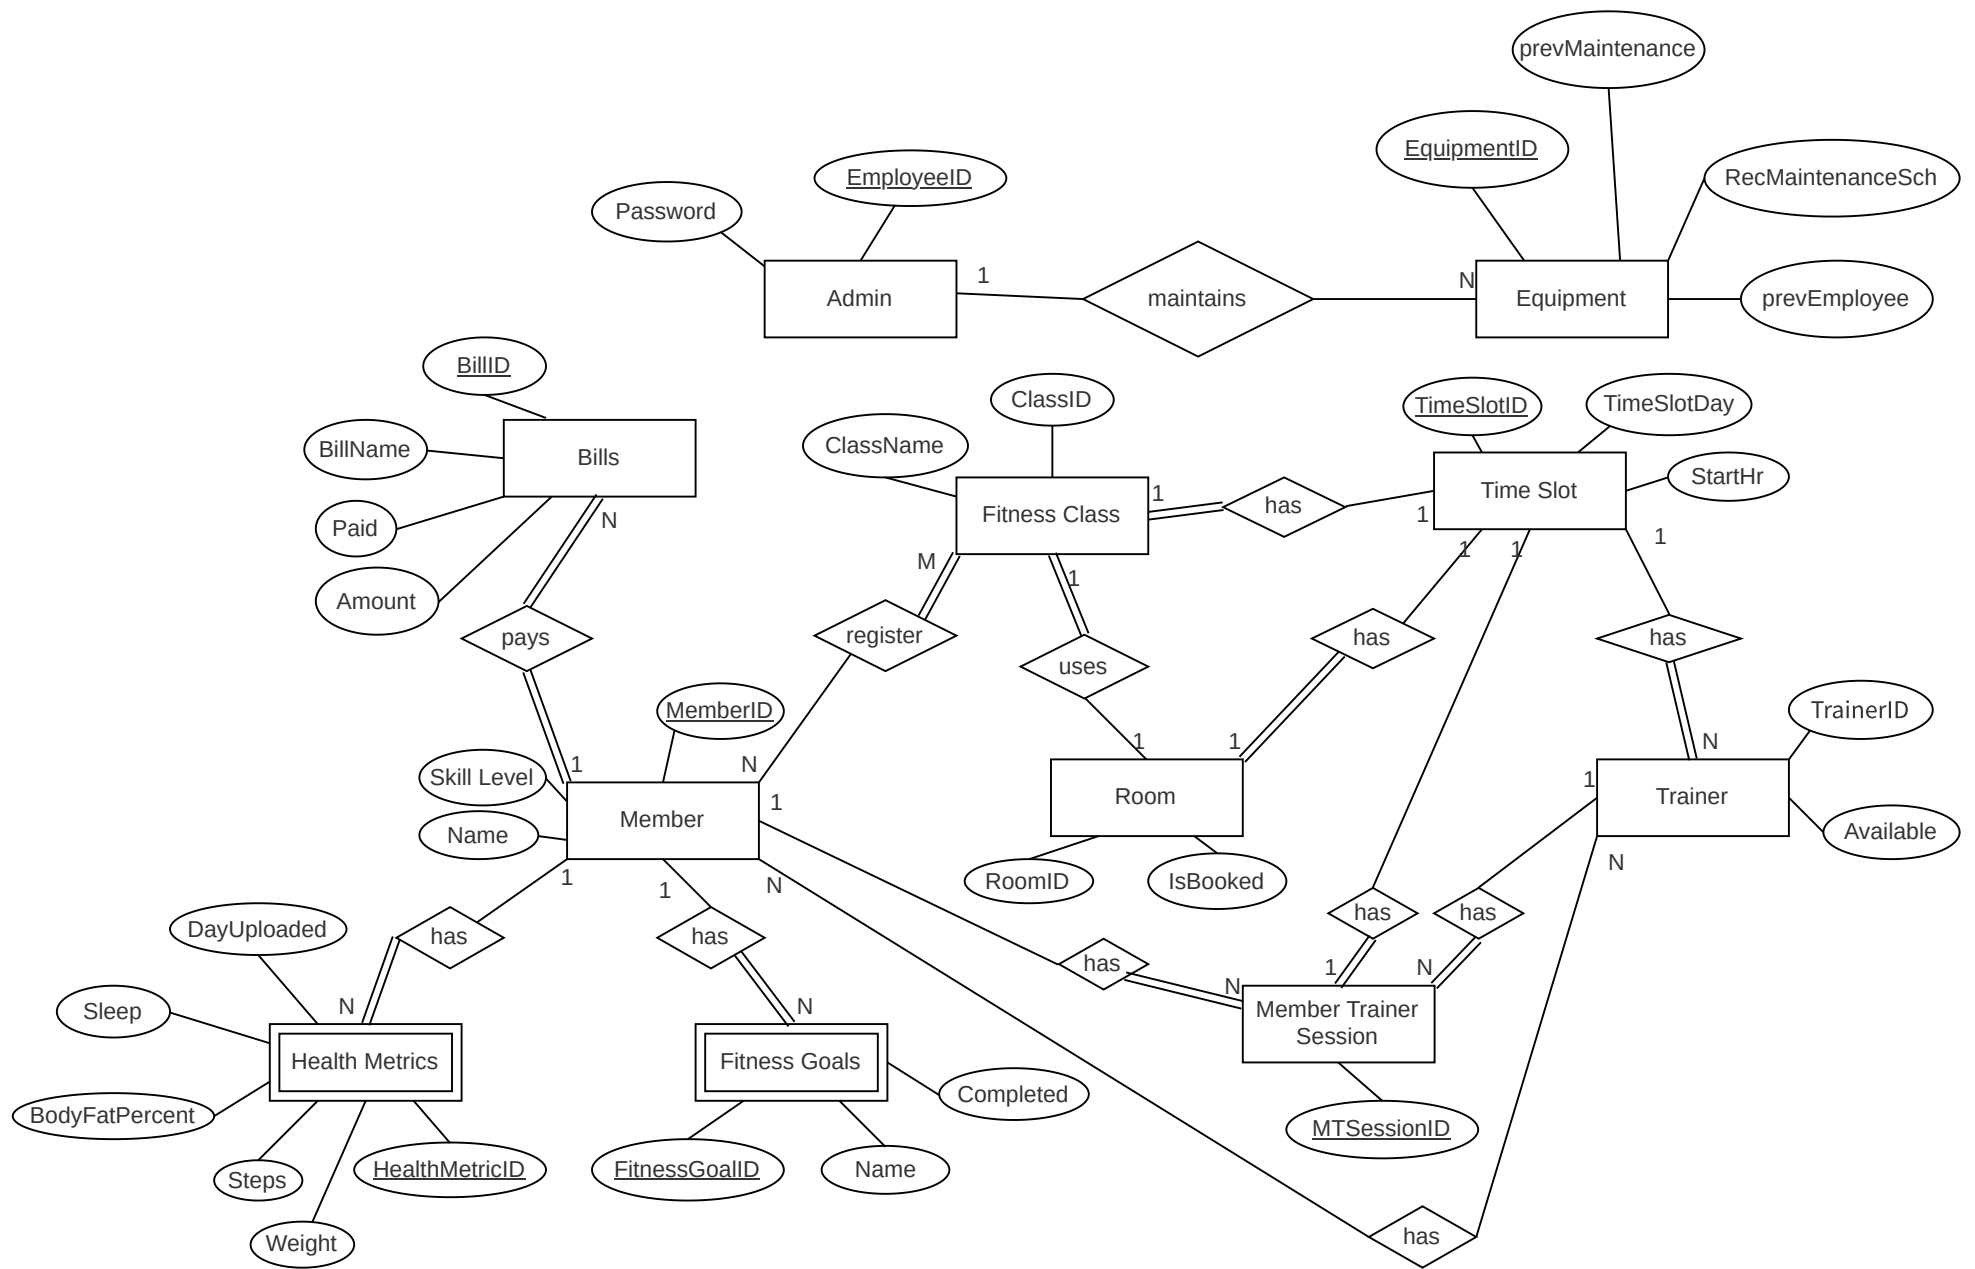 prevMaintenance
EquipmentID
RecMaintenanceSch
EmployeeID
Password
1
N
Admin
maintains
Equipment
prevEmployee
BillID
ClassID
TimeSlotID
TimeSlotDay
BillName
ClassName
Bills
StartHr
Time Slot
1
has
Fitness Class
1
N
Paid
1
1
1
M
1
Amount
pays
register
has
has
uses
MemberID
TrainerID
1
1
N
1
N
Skill Level
1
1
Room
Trainer
Member
Name
Available
N
1
1
N
RoomID
IsBooked
has
has
DayUploaded
has
has
has
1
N
N
N
N
Sleep
Member Trainer
Session
Health Metrics
Fitness Goals
Completed
BodyFatPercent
MTSessionID
Steps
HealthMetricID
FitnessGoalID
Name
Weight
has